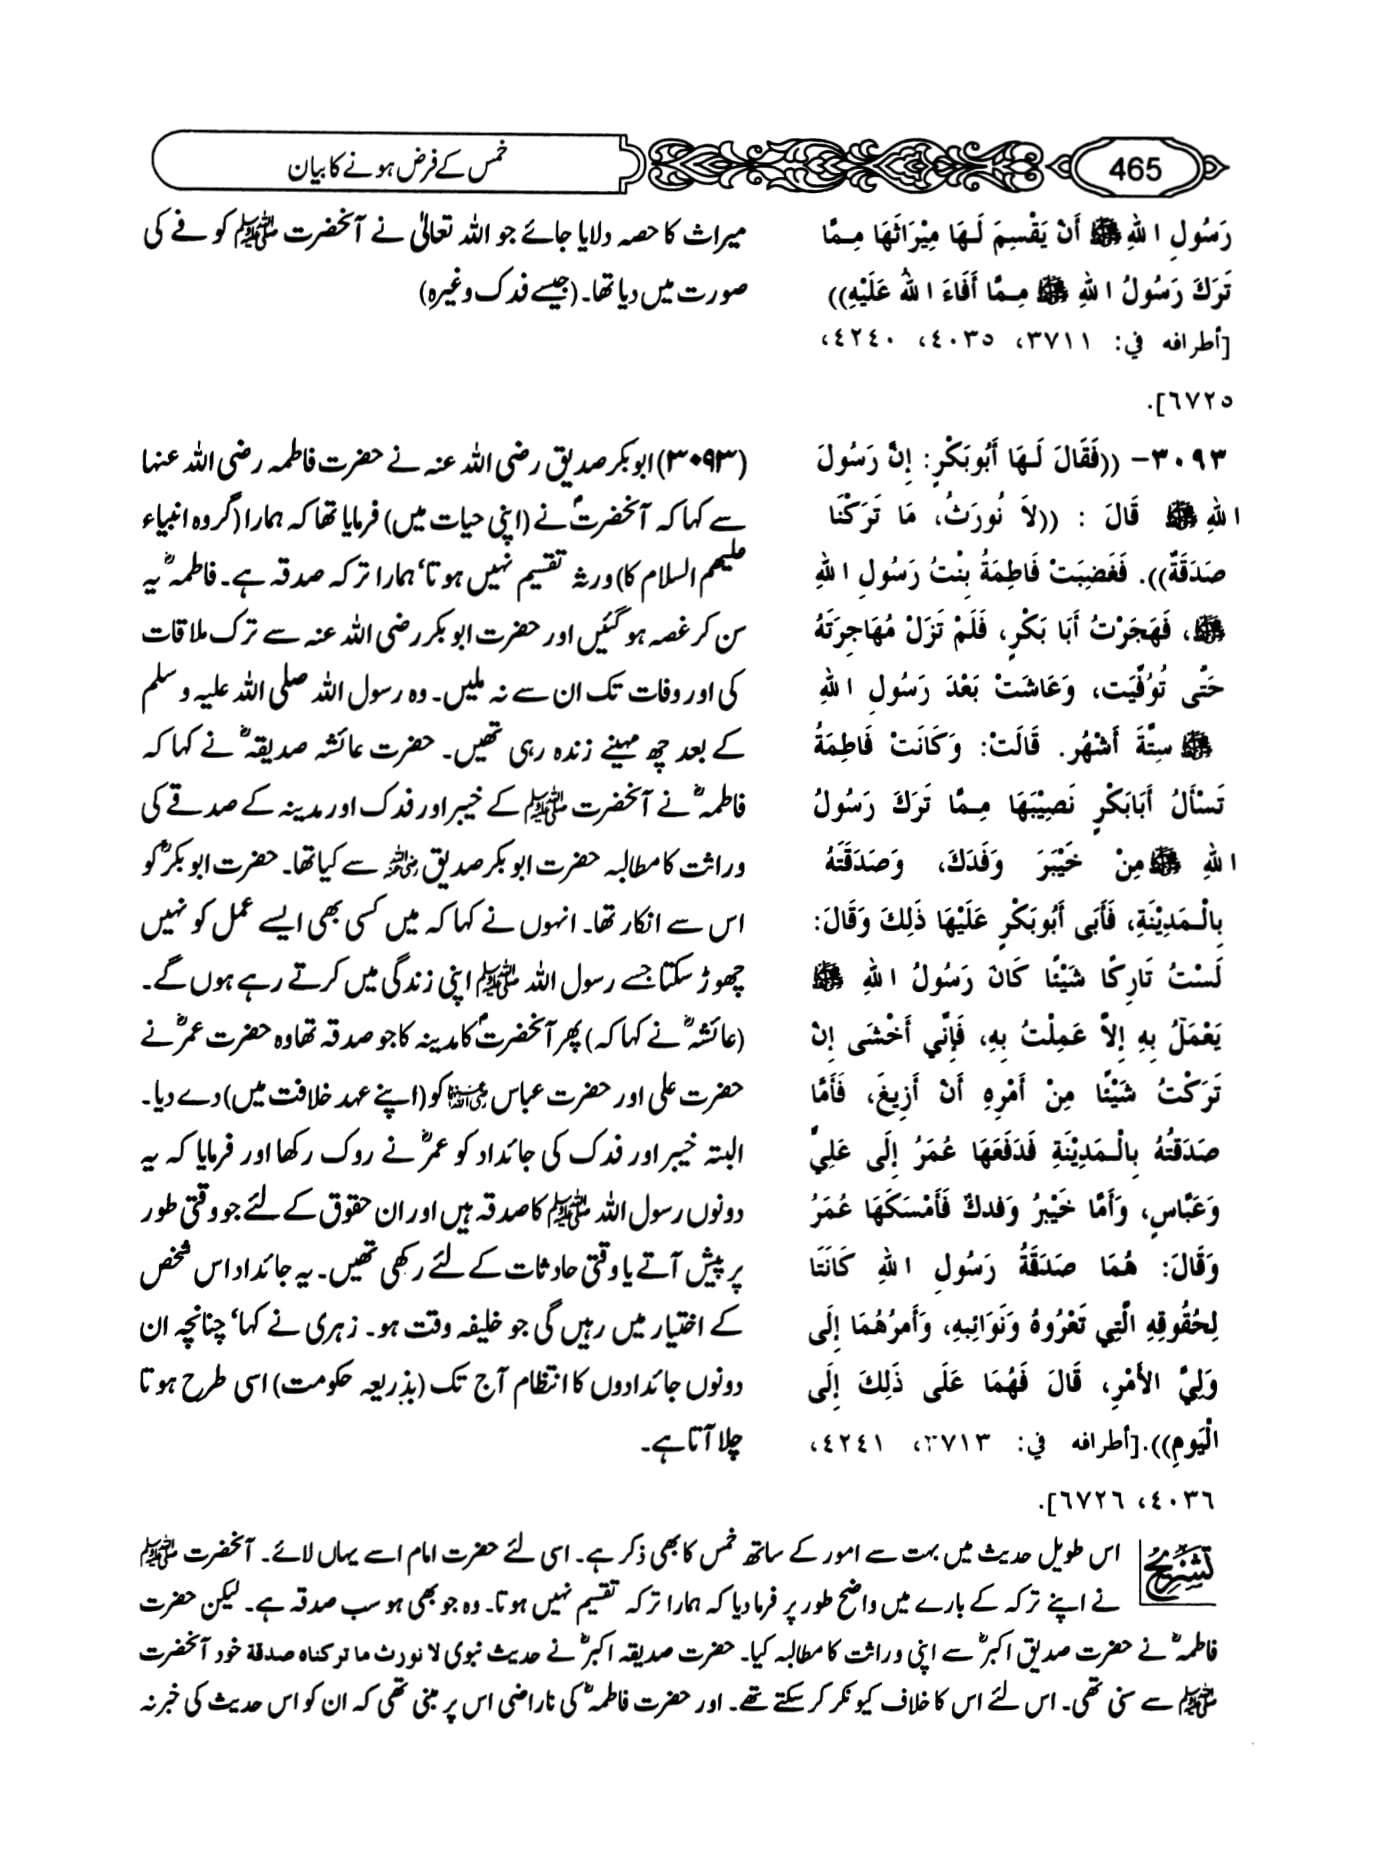 465
خمس کے فرض ہونے کا بیان
رَسُولِ اللهِ ﷺ أَنْ يَقْسِمَ لَـهَا مِيْرَاثَهَا مِـمَّا
تَرَكَ رَسُولُ اللهِ ﷺ مِـمَّا أَفَاءَ اللهُ عَلَيْهِ))
[أطرافه في: ٣٧١١، ٤٠٣٥، ٤٢٤٠،
٦٧٢٥].
٣٠٩٣– ((فَقَالَ لَـهَا أَبُوبَكْرٍ: إِنَّ رَسُولَ
اللهِ ﷺ قَالَ : ((لاَ نُورَثُ، مَا تَرَكْنَا
صَدَقَةٌ)). فَغَضِبَتْ فَاطِمَةُ بِنْتُ رَسُولِ اللهِ
ﷺ، فَهَجَرْتُ أَبَا بَكْرٍ، فَلَمْ تَزَلْ مُهَاجِرَتَهُ
حَتَّى تُوُفِّيَت، وَعَاشَتْ بَعْدَ رَسُولِ اللهِ
ﷺ سِتَّةَ أَشْهُرٍ. قَالَتْ: وَكَانَتْ فَاطِمَةُ
تَسْأَلُ أَبَابَكْرٍ نَصِيْبَهَا مِـمَّا تَرَكَ رَسُولُ
اللهِ ﷺ مِنْ خَيْبَرَ وَفَدَكَ، وَصَدَقَتَهُ
بِالْـمَدِيْنَةِ، فَأَبَى أَبُوبَكْرٍ عَلَيْهَا ذَلِكَ وَقَالَ:
لَسْتُ تَارِكًا شَيْئًا كَانَ رَسُولُ اللهِ ﷺ
يَعْمَلُ بِهِ إِلاَّ عَمِلْتُ بِهِ، فَإِنِّي أَخْشَى إِنْ
تَرَكْتُ شَيْئًا مِنْ أَمْرِهِ أَنْ أَزِيغَ، فَأَمَّا
صَدَقَتُهُ بِالْـمَدِيْنَةِ فَدَفَعَهَا عُمَرُ إِلَى عَلِيٍّ
وَعَبَّاسٍ، وَأَمَّا خَيْبَرُ وَفدكٌ فَأَمْسَكَهَا عُمَرُ
وَقَالَ: هُمَا صَدَقَةُ رَسُولِ اللهِ كَانَتَا
لِحُقُوقِهِ الَّتِي تَعْرُوهُ وَنَوَائِبِهِ، وَأَمرُهُمَا إِلَى
وَلِيِّ الأَمْرِ، قَالَ فَهُمَا عَلَى ذَلِكَ إِلَى
الْيَومِ)).[أطرافه في: ٣٧١٣، ٤٢٤١،
٤٠٣٦، ٦٧٢٦].
میراث کا حصہ دلایا جائے جو اللہ تعالیٰ نے آنحضرت ﷺ کو فے کی
صورت میں دیا تھا۔ (جیسے فدک وغیرہ)
(۳۰۹۳) ابو بکر صدیق رضی اللہ عنہ نے حضرت فاطمہ رضی اللہ عنہا
سے کہا کہ آنحضرتؐ نے (اپنی حیات میں) فرمایا تھا کہ ہمارا (گروہ انبیاء
علیھم السلام کا) ورثہ تقسیم نہیں ہوتا‘ ہمارا ترکہ صدقہ ہے۔ فاطمہؓ یہ
سن کر غصہ ہو گئیں اور حضرت ابو بکر رضی اللہ عنہ سے ترک ملاقات
کی اور وفات تک ان سے نہ ملیں۔ وہ رسول اللہ صلی اللہ علیہ و سلم
کے بعد چھ مہینے زندہ رہی تھیں۔ حضرت عائشہ صدیقہؓ نے کہا کہ
فاطمہؓ نے آنحضرت ﷺ کے خیبر اور فدک اور مدینہ کے صدقے کی
وراثت کا مطالبہ حضرت ابو بکر صدیق رضی اللہ عنہ سے کیا تھا۔ حضرت ابو بکرؓ کو
اس سے انکار تھا۔ انہوں نے کہا کہ میں کسی بھی ایسے عمل کو نہیں
چھوڑ سکتا جسے رسول اللہ ﷺ اپنی زندگی میں کرتے رہے ہوں گے۔
(عائشہؓ نے کہا کہ) پھر آنحضرتؐ کا مدینہ کا جو صدقہ تھا وہ حضرت عمرؓ نے
حضرت علی اور حضرت عباس رضی اللہ عنہما کو (اپنے عہد خلافت میں) دے دیا۔
البتہ خیبر اور فدک کی جائداد کو عمرؓ نے روک رکھا اور فرمایا کہ یہ
دونوں رسول اللہ ﷺ کا صدقہ ہیں اور ان حقوق کے لئے جو وقتی طور
پر پیش آتے یا وقتی حادثات کے لئے رکھی تھیں۔ یہ جائداد اس شخص
کے اختیار میں رہیں گی جو خلیفہ وقت ہو۔ زہری نے کہا‘ چنانچہ ان
دونوں جائدادوں کا انتظام آج تک (بذریعہ حکومت) اسی طرح ہوتا
چلا آتا ہے۔
تشریح
اس طویل حدیث میں بہت سے امور کے ساتھ خمس کا بھی ذکر ہے۔ اسی لئے حضرت امام اسے یہاں لائے۔ آنحضرت ﷺ
نے اپنے ترکہ کے بارے میں واضح طور پر فرما دیا کہ ہمارا ترکہ تقسیم نہیں ہوتا۔ وہ جو بھی ہو سب صدقہ ہے۔ لیکن حضرت
فاطمہؓ نے حضرت صدیق اکبرؓ سے اپنی وراثت کا مطالبہ کیا۔ حضرت صدیقہ اکبرؓ نے حدیث نبوی لا نورث ما ترکناه صدقة خود آنحضرت
ﷺ سے سنی تھی۔ اس لئے اس کا خلاف کیونکر کر سکتے تھے۔ اور حضرت فاطمہؓ کی ناراضی اس پر مبنی تھی کہ ان کو اس حدیث کی خبر نہ